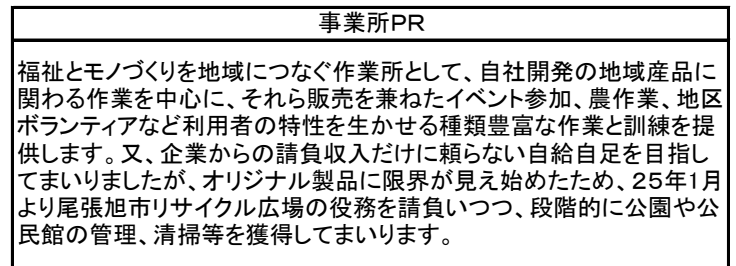 事業所PR
福祉とモノづくりを地域につなぐ作業所として、自社開発の地域産品に
関わる作業を中心に、それら販売を兼ねたイベント参加、農作業、地区
ボランティアなど利用者の特性を生かせる種類豊富な作業と訓練を提
供します。又、企業からの請負収入だけに頼らない自給自足を目指し
てまいりましたが、オリジナル製品に限界が見え始めたため、25年1月
より尾張旭市リサイクル広場の役務を請負いつつ、段階的に公園や公
民館の管理、清掃等を獲得してまいります。